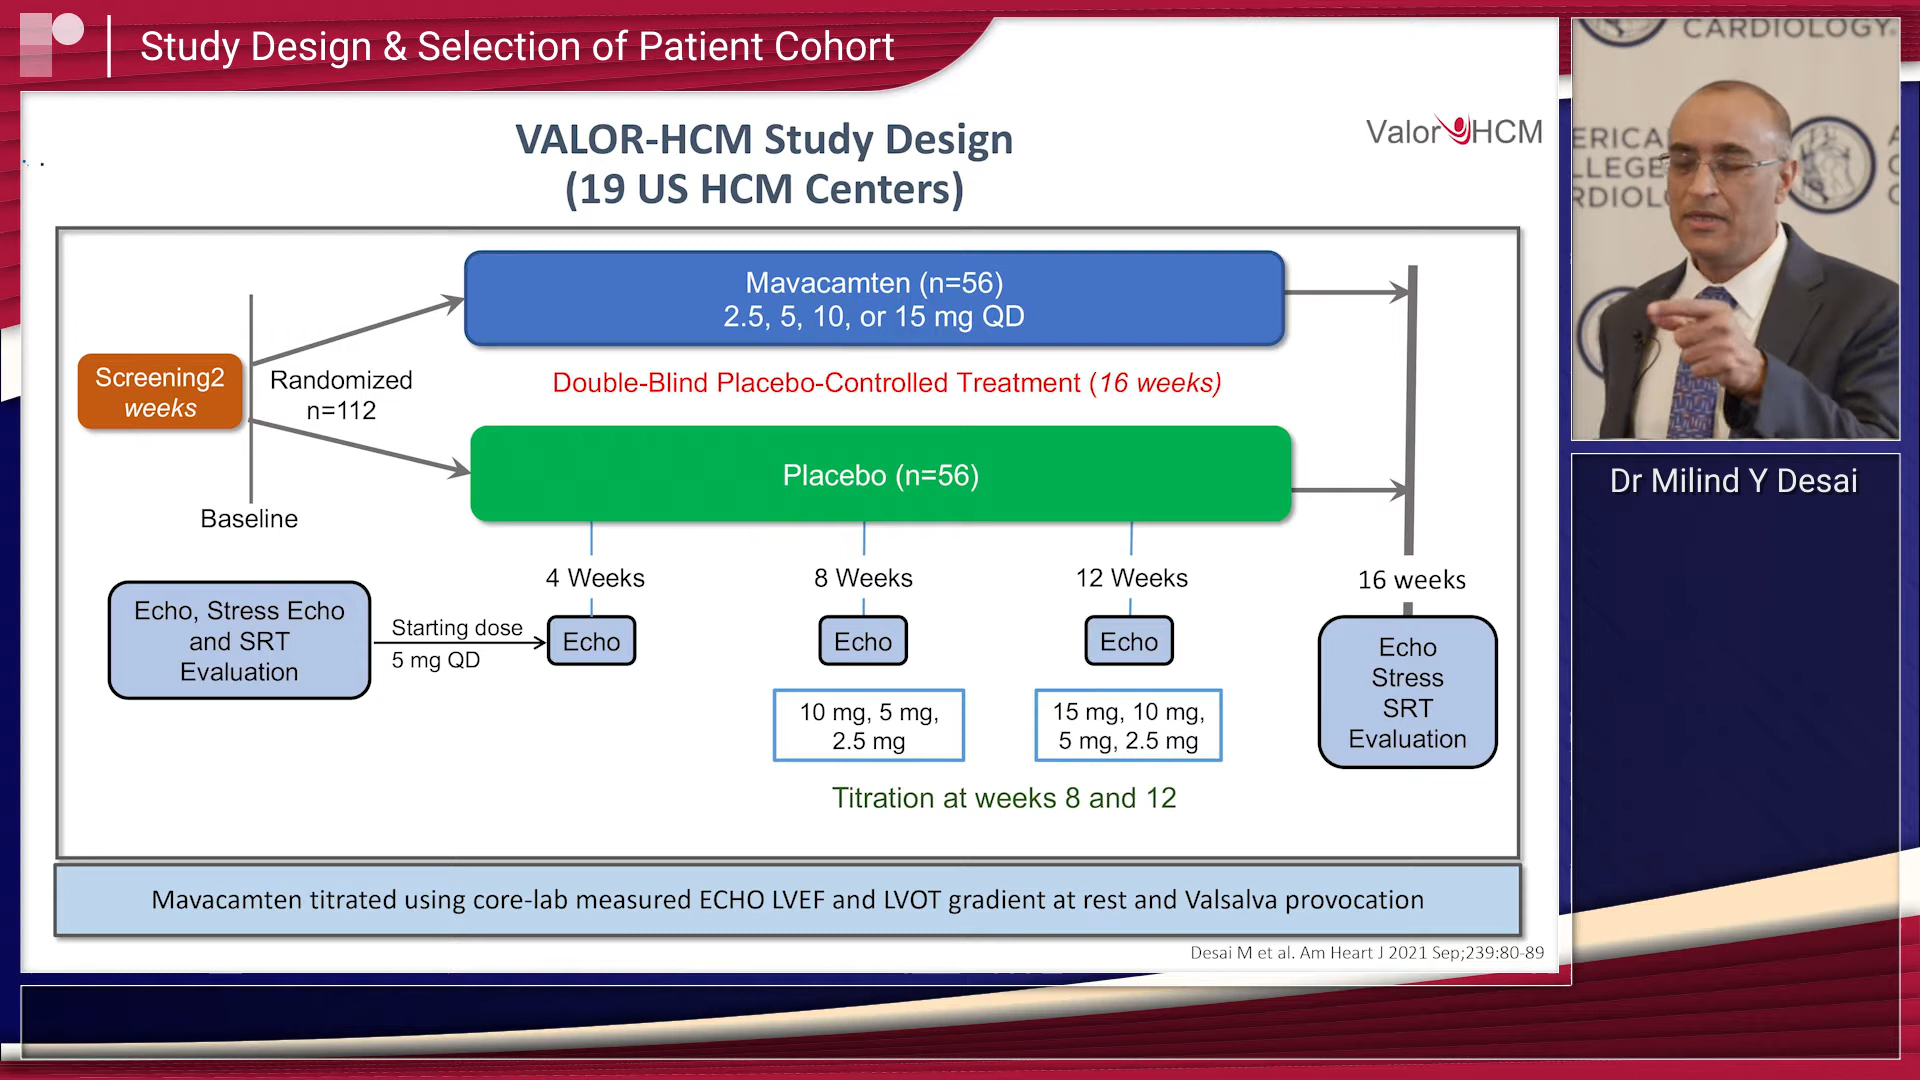 Study Design & Selection of Patient Cohort
VALOR-HCM Study Design
(19 US HCM Centers)
Valor HCM
Mavacamten (n=56)
2.5, 5, 10, or 15 mg QD
Screening2
weeks
Randomized
n=112
Double-Blind Placebo-Controlled Treatment (16 weeks)
Placebo (n=56)
Baseline
4 Weeks
8 Weeks
12 Weeks
16 weeks
Echo, Stress Echo
and SRT
Evaluation
Starting dose
5 mg QD
Echo
Echo
Echo
Echo
Stress
SRT
Evaluation
10 mg, 5 mg,
2.5 mg
15 mg, 10 mg,
5 mg, 2.5 mg
Titration at weeks 8 and 12
Mavacamten titrated using core-lab measured ECHO LVEF and LVOT gradient at rest and Valsalva provocation
Desai M et al. Am Heart J 2021 Sep;239:80-89
CARDIOLOGY
ERICA
LLEGE
RDIOL
Dr Milind Y Desai